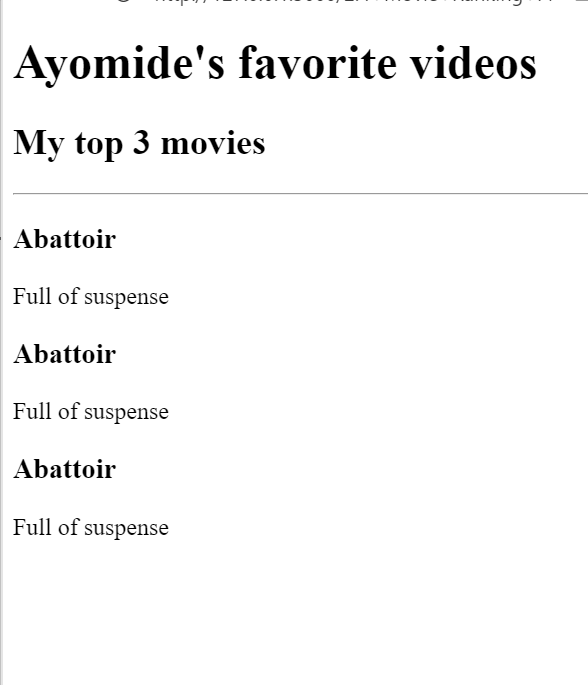 Ayomide's favorite videos
My top 3 movies
Abattoir
Full of suspense
Abattoir
Full of suspense
Abattoir
Full of suspense